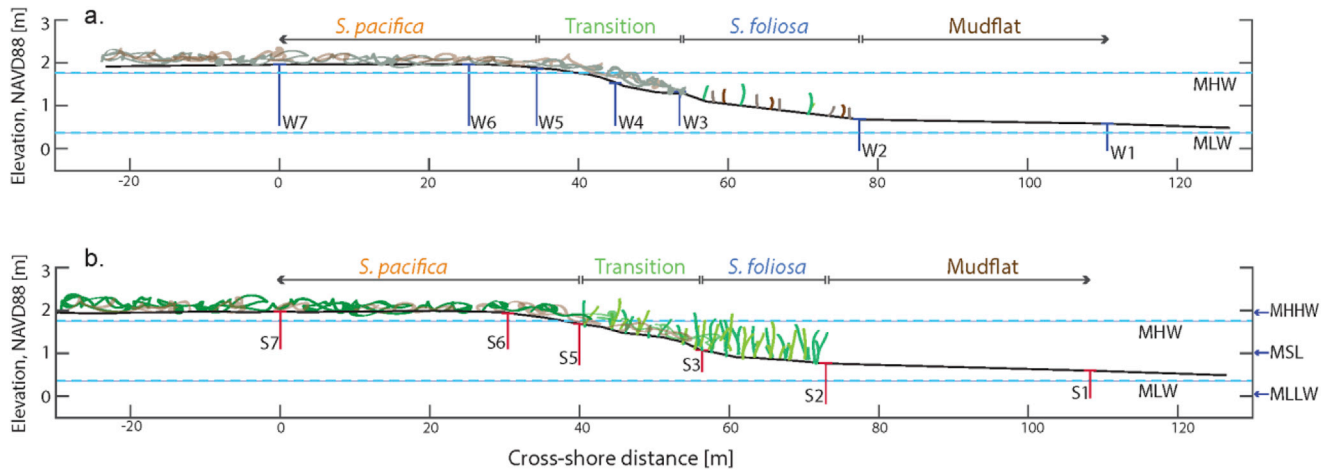 a.
S. pacifica Transition S. foliosa Mudflat
Elevation, NAVD88 [m]
3
2
1
0
MHW
MLW
W7 W6 W5 W4 W3 W2 W1
-20 0 20 40 60 80 100 120
b.
S. pacifica Transition S. foliosa Mudflat
Elevation, NAVD88 [m]
3
2
1
0
MHHW
MHW
MSL
MLW
MLLW
S7 S6 S5 S3 S2 S1
-20 0 20 40 60 80 100 120
Cross-shore distance [m]